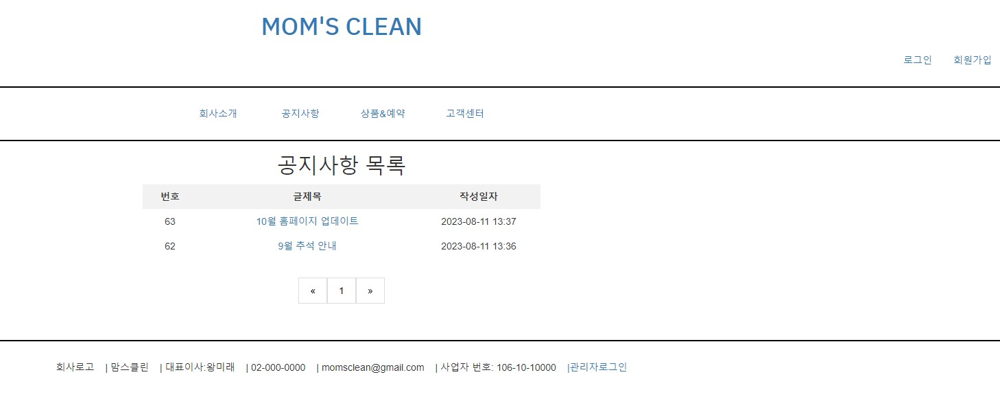 MOM'S CLEAN
로그인 회원가입
회사소개 공지사항 상품&예약 고객센터
공지사항 목록
번호 글제목 작성일자
63 10월 홈페이지 업데이트 2023-08-11 13:37
62 9월 추석 안내 2023-08-11 13:36
« 1 »
회사로고 | 맘스클린 | 대표이사:왕미래 | 02-000-0000 | momsclean@gmail.com | 사업자 번호: 106-10-10000 |관리자로그인